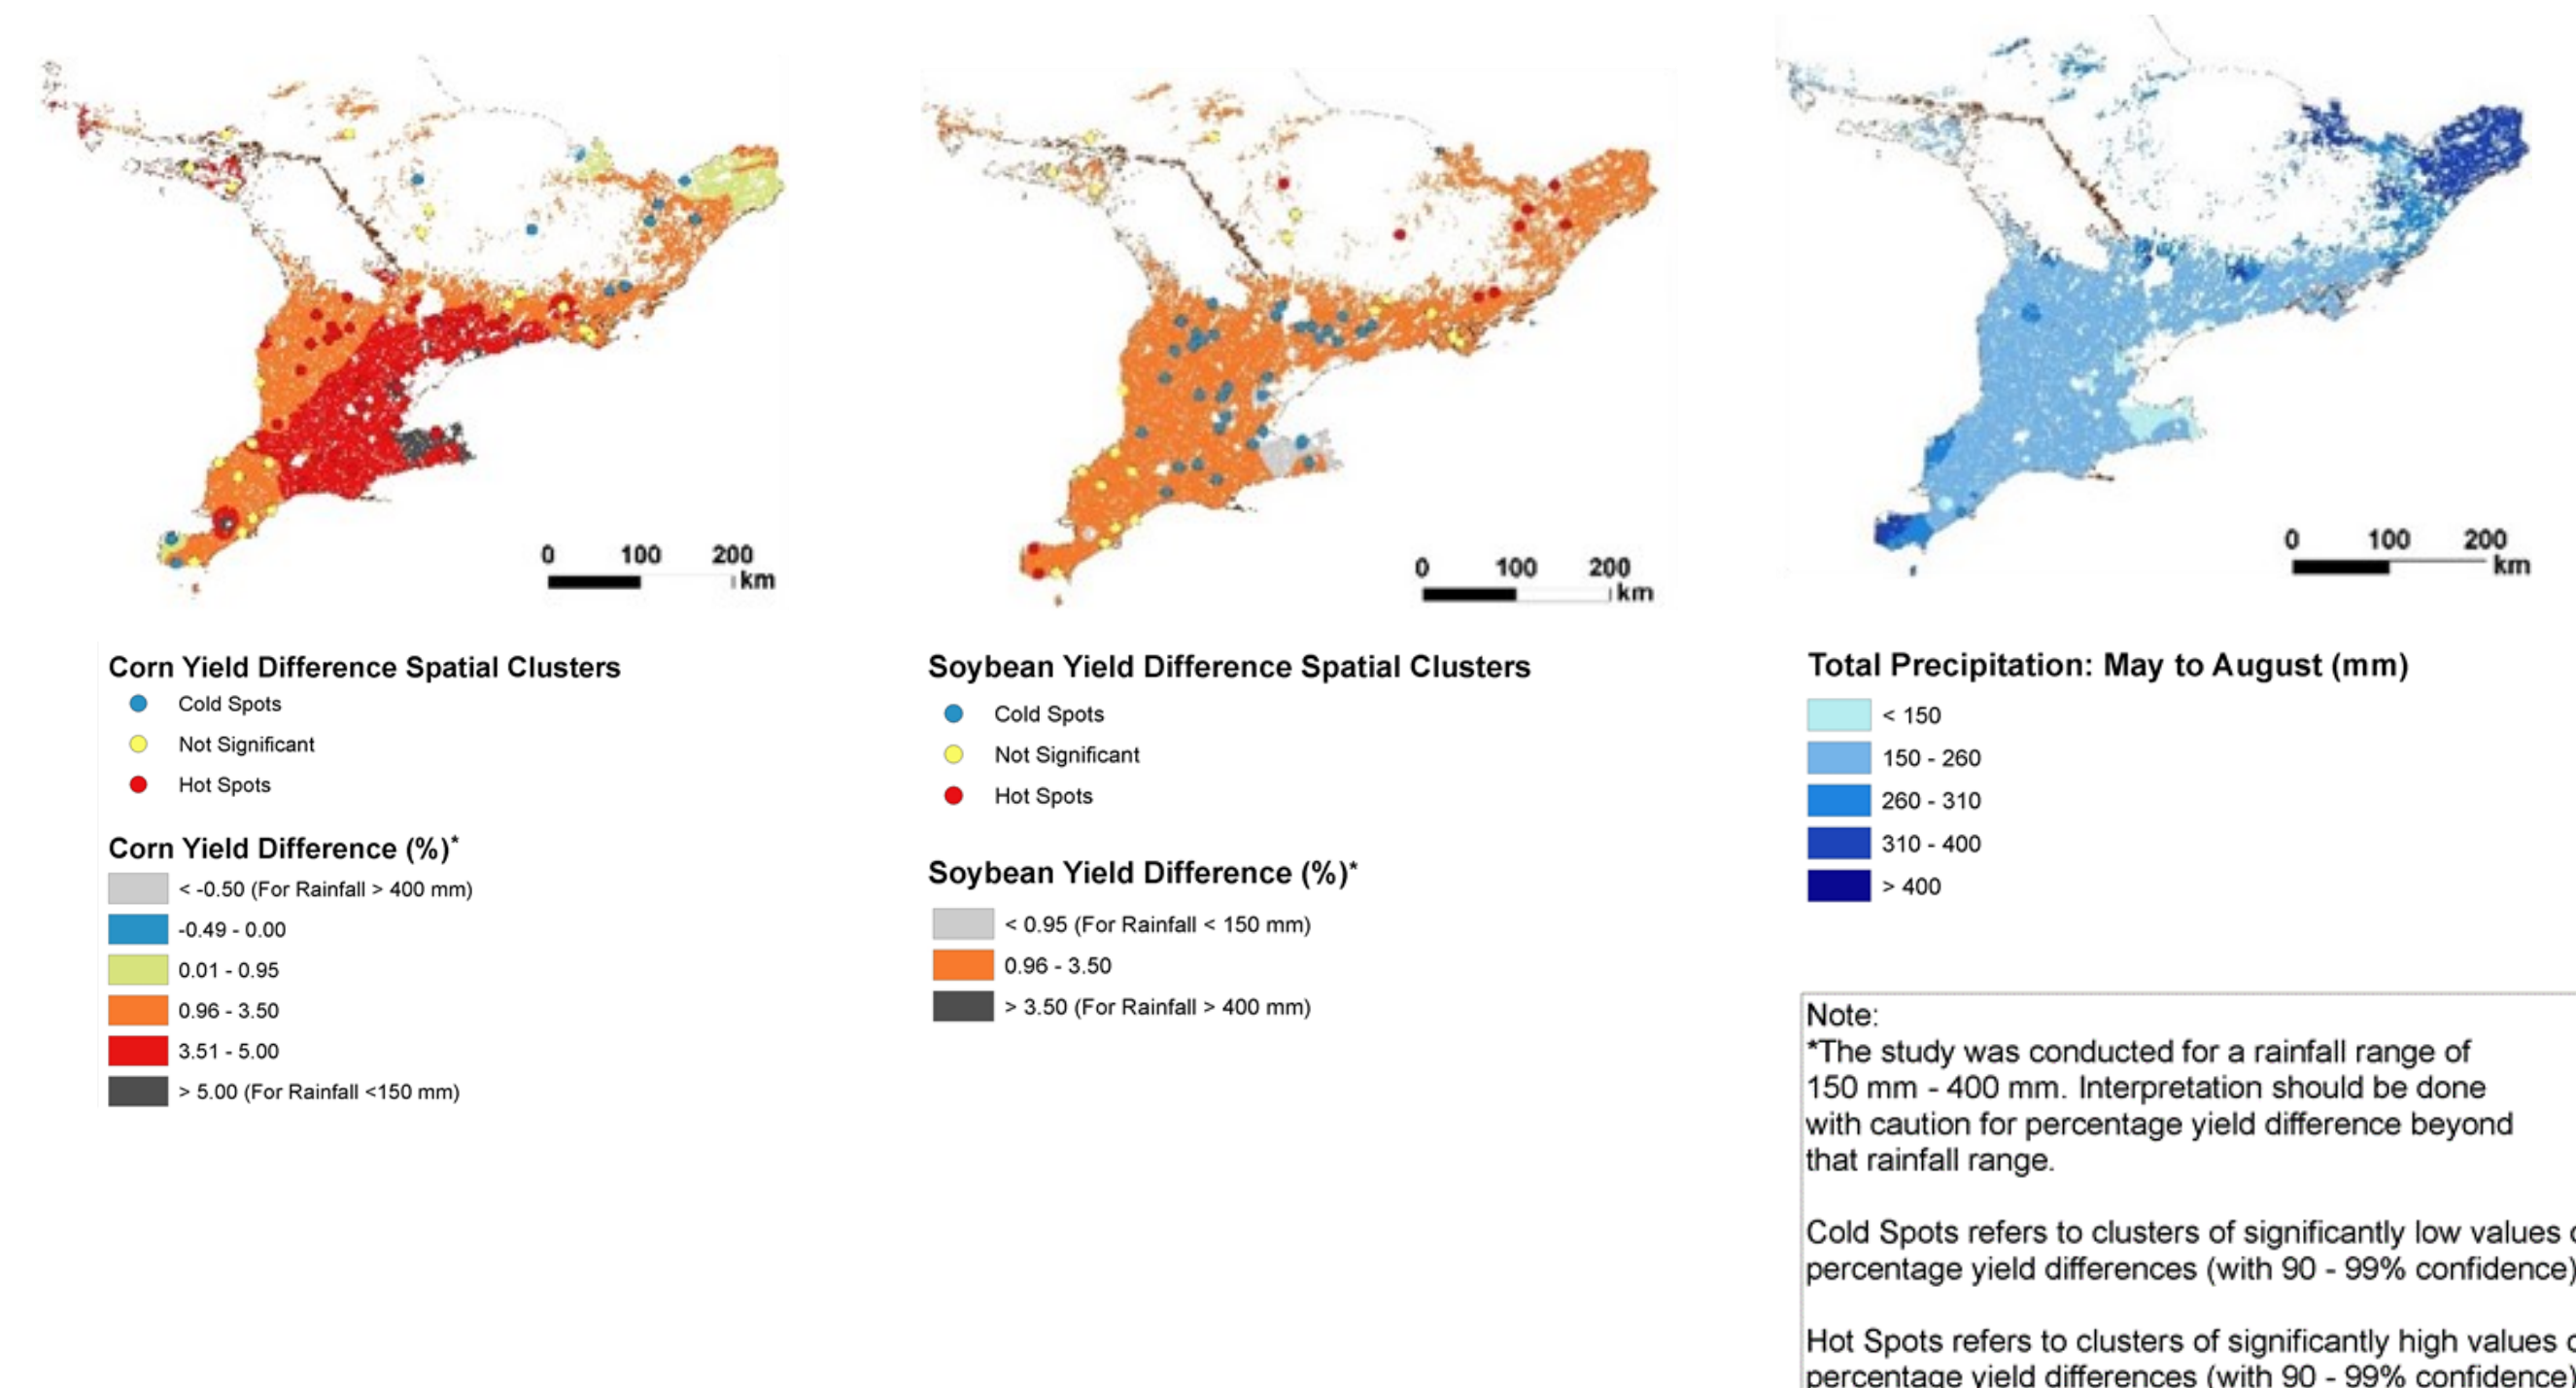 0 100 200
km
0 100 200
km
0 100 200
km
Corn Yield Difference Spatial Clusters
Cold Spots
Not Significant
Hot Spots
Corn Yield Difference (%)*
< -0.50 (For Rainfall > 400 mm)
-0.49 - 0.00
0.01 - 0.95
0.96 - 3.50
3.51 - 5.00
> 5.00 (For Rainfall <150 mm)
Soybean Yield Difference Spatial Clusters
Cold Spots
Not Significant
Hot Spots
Soybean Yield Difference (%)*
< 0.95 (For Rainfall < 150 mm)
0.96 - 3.50
> 3.50 (For Rainfall > 400 mm)
Total Precipitation: May to August (mm)
< 150
150 - 260
260 - 310
310 - 400
> 400
Note:
*The study was conducted for a rainfall range of
150 mm - 400 mm. Interpretation should be done
with caution for percentage yield difference beyond
that rainfall range.
Cold Spots refers to clusters of significantly low values
percentage yield differences (with 90 - 99% confidence)
Hot Spots refers to clusters of significantly high values
percentage yield differences (with 90 - 99% confidence)